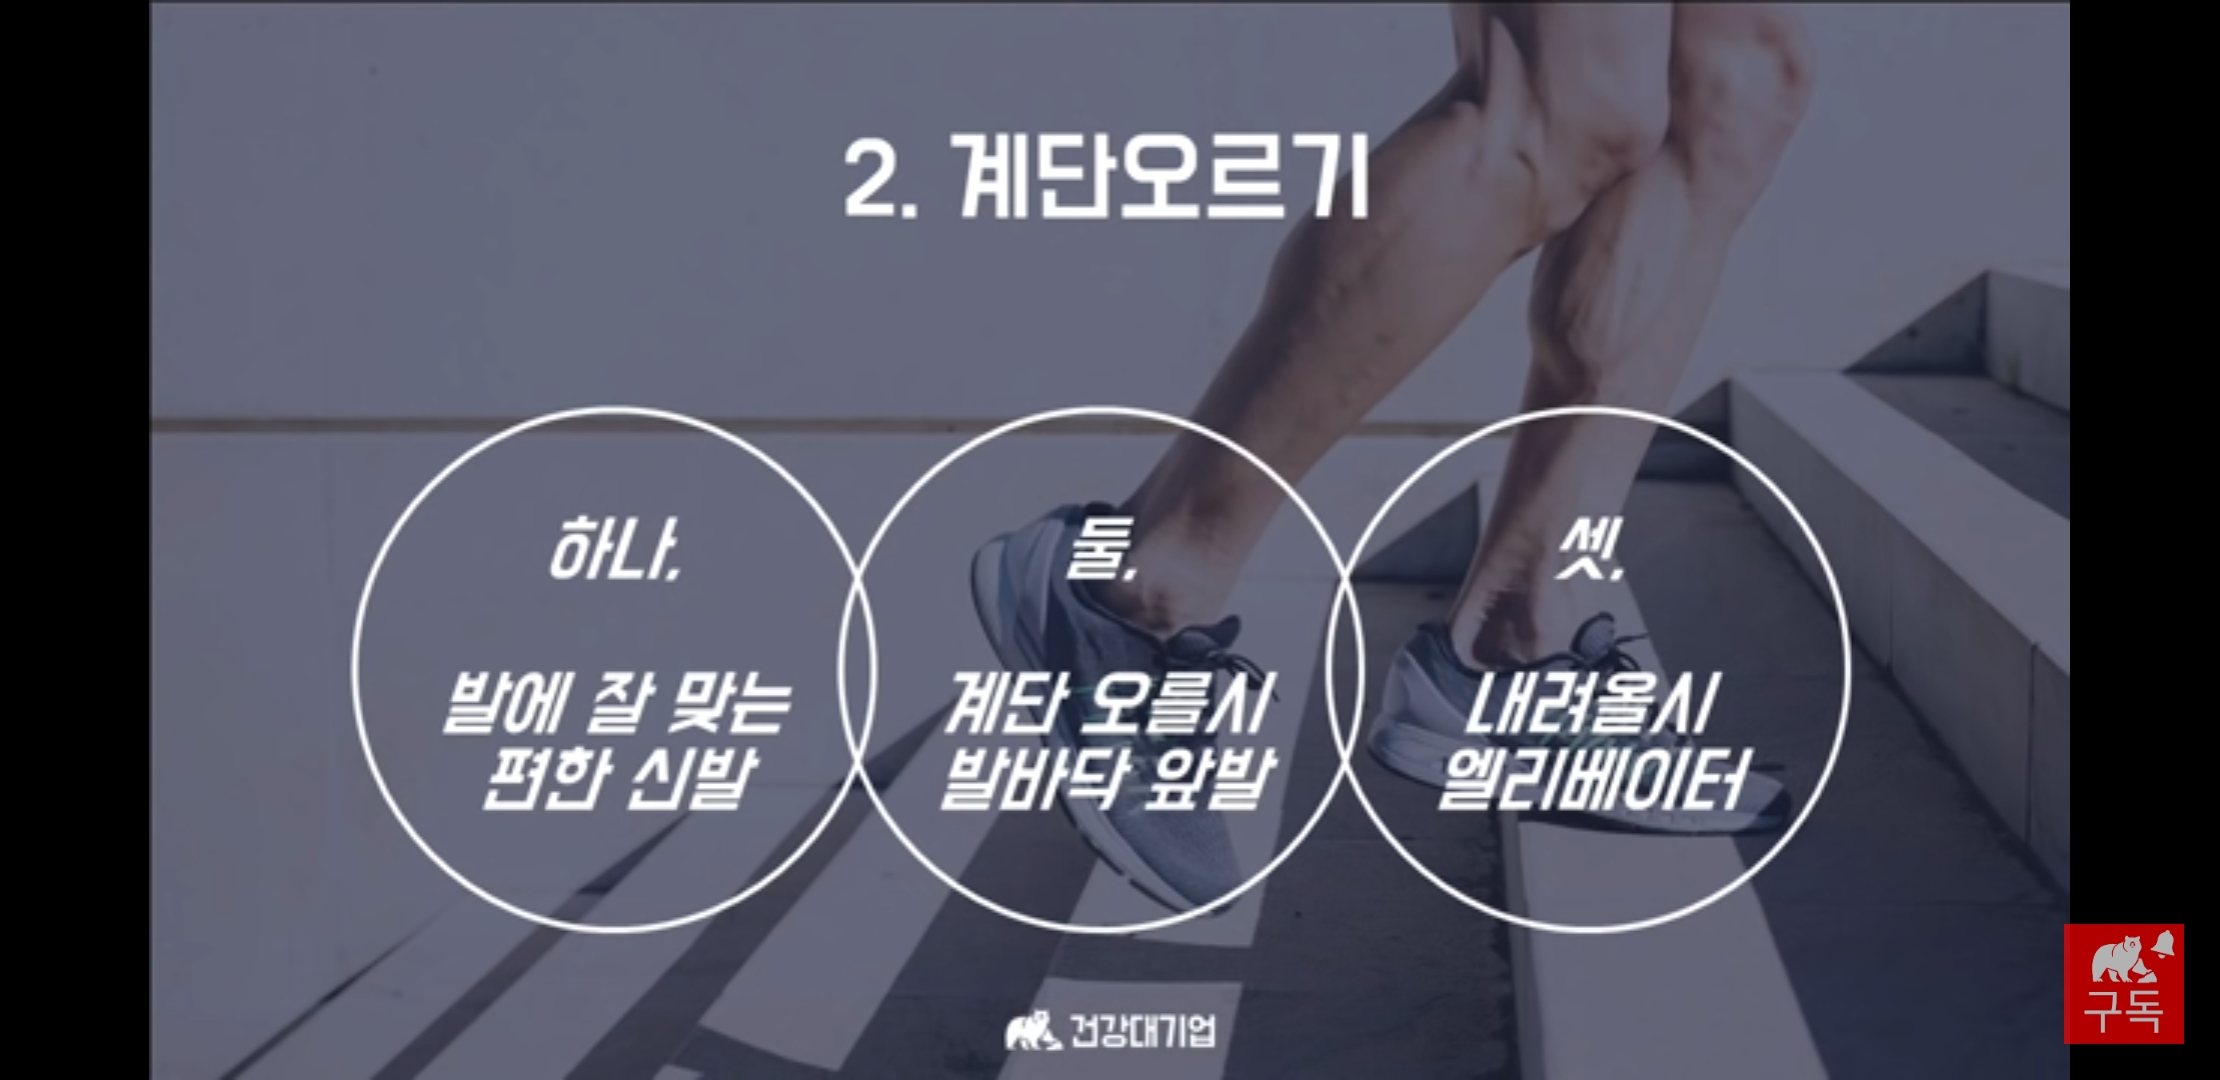 2. 계단오르기
하나.
발에 잘 맞는
편한 신발
둘.
계단 오를시
발바닥 앞발
셋.
내려올시
엘리베이터
건강대기업
구독